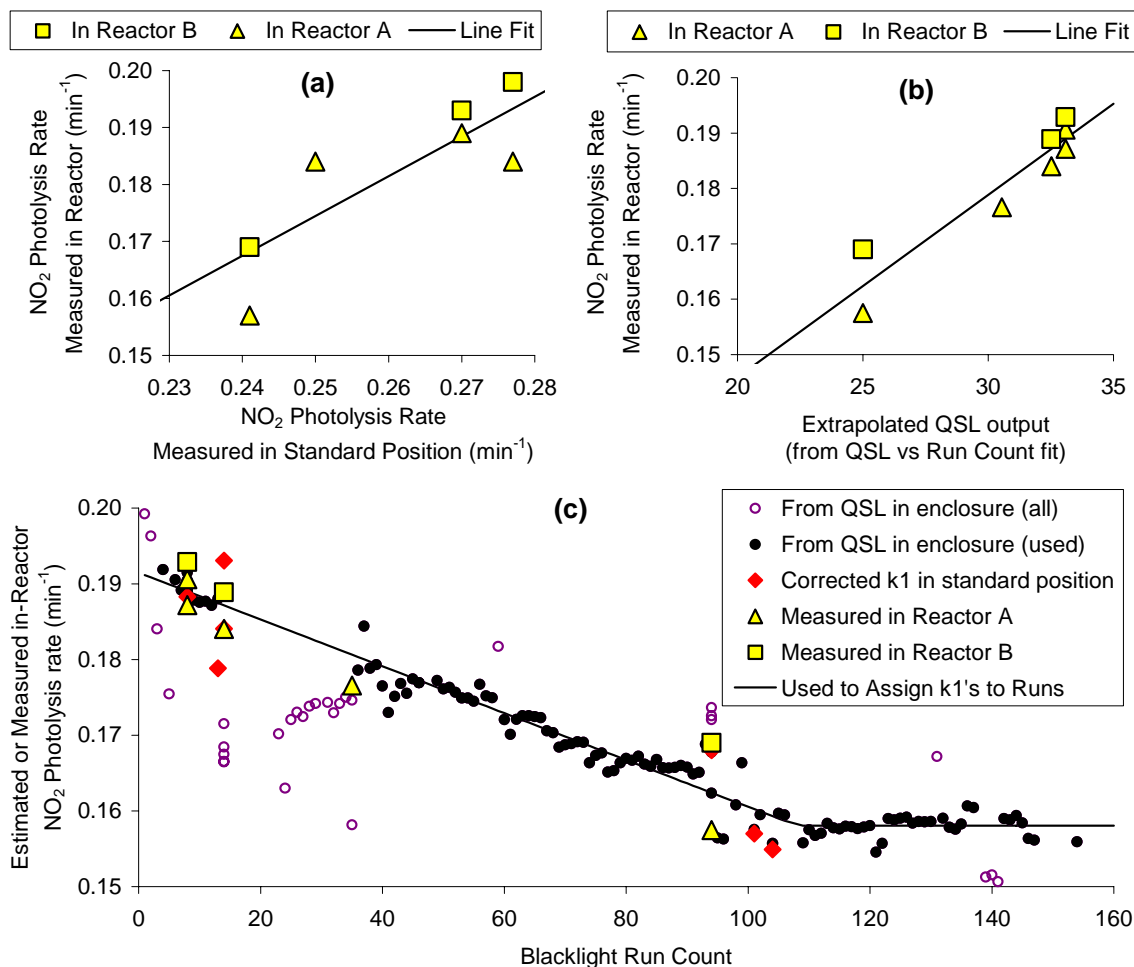 In Reactor B In Reactor A Line Fit
(a)
NO2 Photolysis Rate
Measured in Reactor (min-1)
0.20
0.19
0.18
0.17
0.16
0.15
0.23 0.24 0.25 0.26 0.27 0.28
NO2 Photolysis Rate
Measured in Standard Position (min-1)
In Reactor A In Reactor B Line Fit
(b)
NO2 Photolysis Rate
Measured in Reactor (min-1)
0.20
0.19
0.18
0.17
0.16
0.15
20 25 30 35
Extrapolated QSL output
(from QSL vs Run Count fit)
(c)
Estimated or Measured in-Reactor
NO2 Photolysis rate (min-1)
0.20
0.19
0.18
0.17
0.16
0.15
From QSL in enclosure (all)
From QSL in enclosure (used)
Corrected k1 in standard position
Measured in Reactor A
Measured in Reactor B
Used to Assign k1's to Runs
0 20 40 60 80 100 120 140 160
Blacklight Run Count